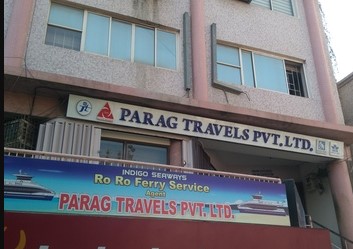 PARAG TRAVELS PVT. LTD.
INDIGO SEAWAYS
Ro Ro Ferry Service
Agent
PARAG TRAVELS PVT. LTD.